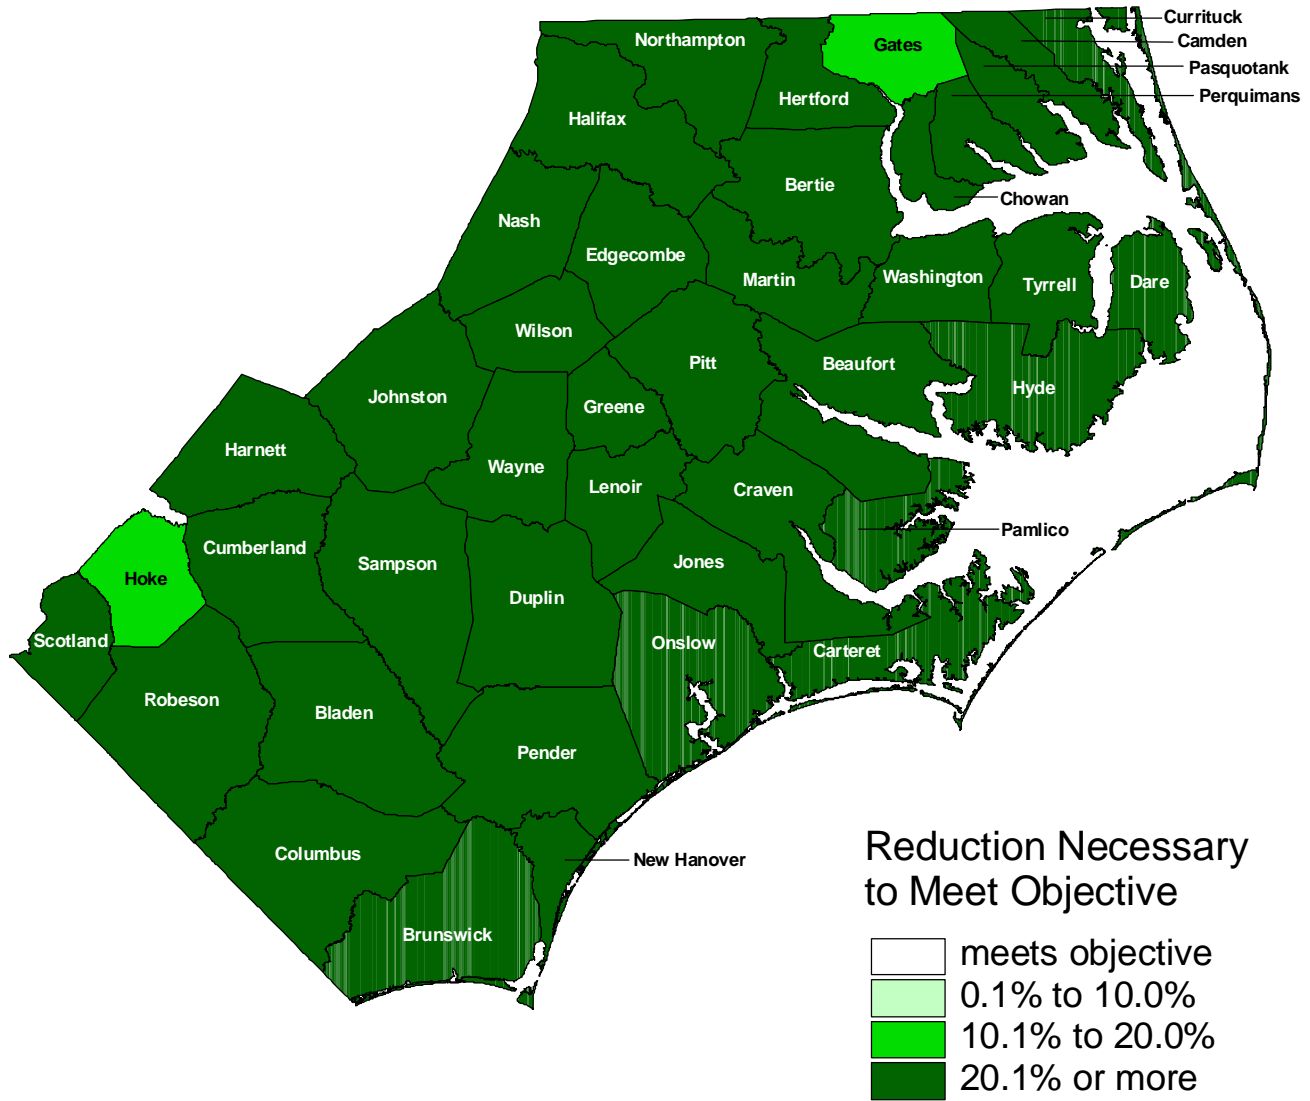 Currituck
Northampton
Gates
Camden
Pasquotank
Perquimans
Hertford
Halifax
Bertie
Chowan
Nash
Edgecombe
Martin
Washington
Tyrrell
Dare
Wilson
Pitt
Beaufort
Hyde
Johnston
Greene
Harnett
Wayne
Lenoir
Craven
Pamlico
Cumberland
Sampson
Jones
Hoke
Duplin
Scotland
Onslow
Carteret
Robeson
Bladen
Pender
Columbus
New Hanover
Brunswick
Reduction Necessary
to Meet Objective
meets objective
0.1% to 10.0%
10.1% to 20.0%
20.1% or more